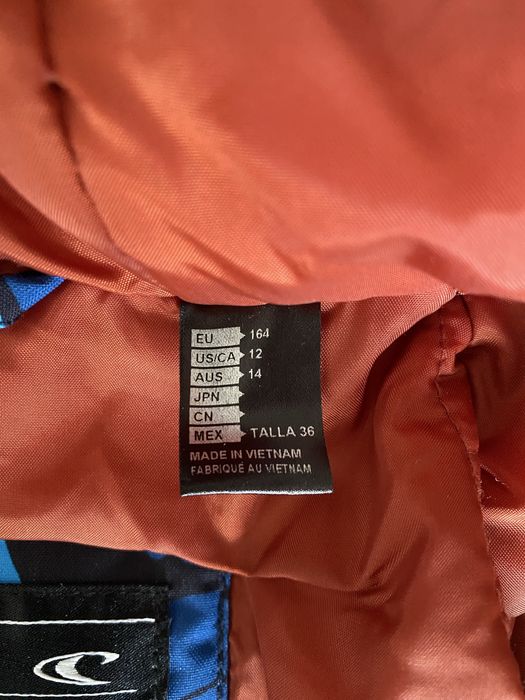 EU 164
US/CA 12
AUS 14
JPN
CN
MEX TALLA 36
MADE IN VIETNAM
FABRIQUÉ AU VIETNAM